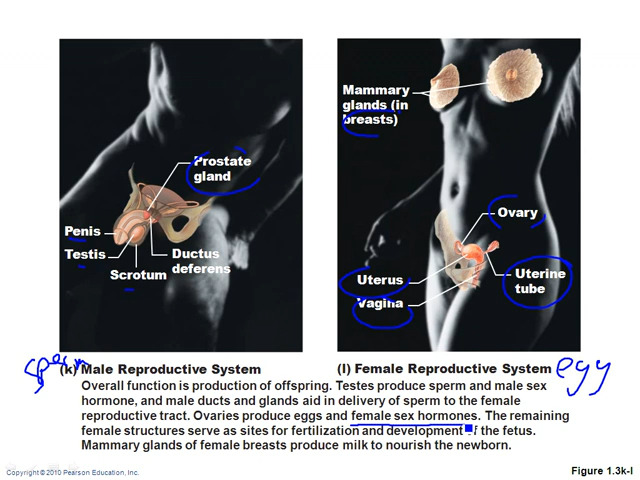 Prostate
gland
Penis
Testis
Scrotum
Ductus
deferens
Mammary
glands (in
breasts)
Ovary
Uterus
Vagina
Uterine
tube
sperm
(k) Male Reproductive System
(l) Female Reproductive System
egg
Overall function is production of offspring. Testes produce sperm and male sex
hormone, and male ducts and glands aid in delivery of sperm to the female
reproductive tract. Ovaries produce eggs and female sex hormones. The remaining
female structures serve as sites for fertilization and development of the fetus.
Mammary glands of female breasts produce milk to nourish the newborn.
Copyright © 2010 Pearson Education, Inc.
Figure 1.3k-l